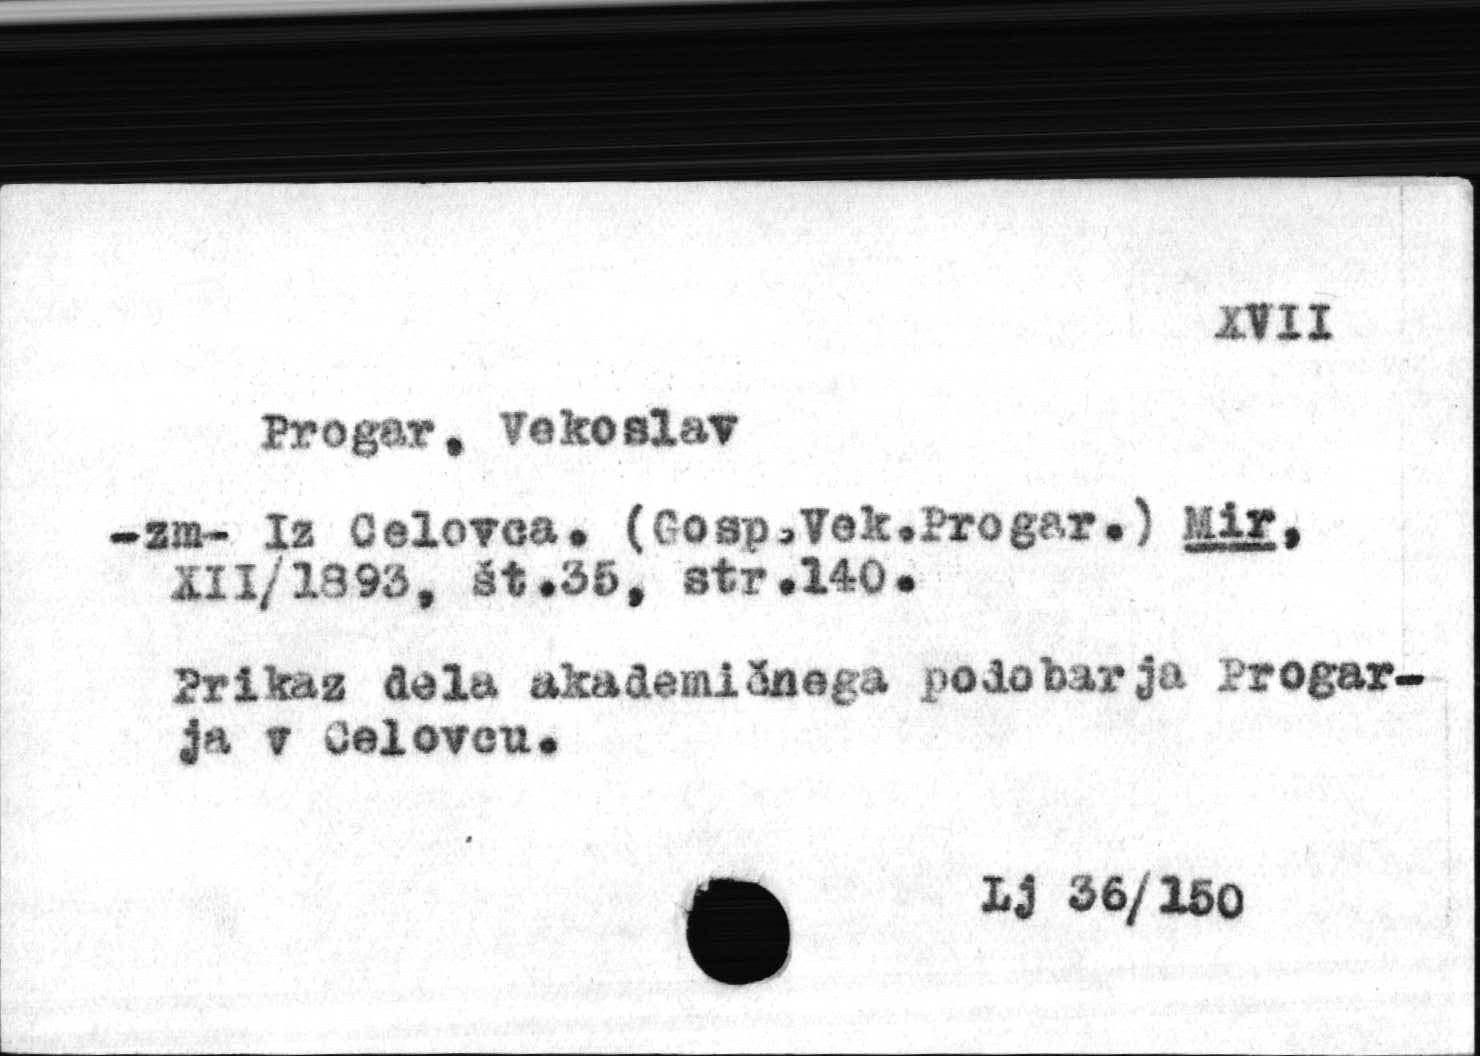 XVII
Progar, Vekoslav
-zm- Iz Celovca. (Gosp.Vek.Progar.) Mir,
XII/1893, št.35, str.140.
Prikaz dela akademičnega podobarja Progar-
ja v Celovcu.
Lj 36/150